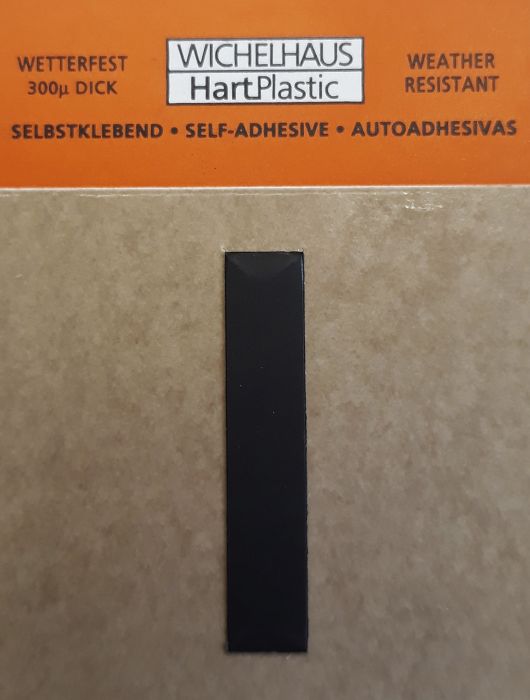 WETTERFEST
300µ DICK
WICHELHAUS
HartPlastic
WEATHER
RESISTANT
SELBSTKLEBEND • SELF-ADHESIVE • AUTOADHESIVAS
I